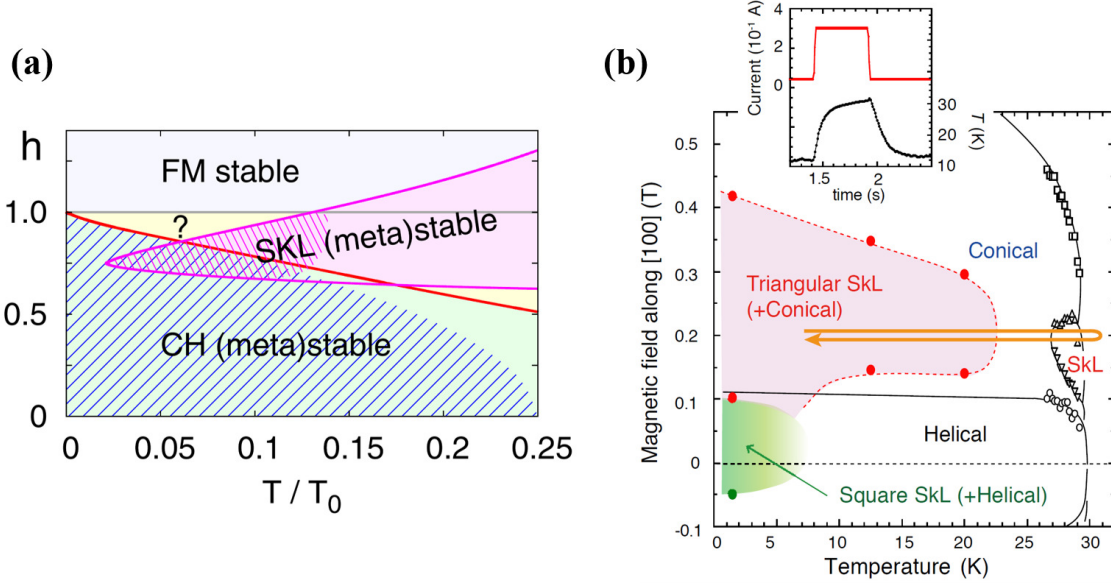 (a)
h
1.0
0.5
0
FM stable
?
SKL (meta)stable
CH (meta)stable
0
0.05
0.1
0.15
0.20
0.25
T / T0
(b)
Current (10⁻¹ A)
4
2
0
30
20
10
T (K)
1.5
2
time (s)
Magnetic field along [100] (T)
0.5
0.4
0.3
0.2
0.1
0
-0.1
Conical
Triangular SkL
(+Conical)
SkL
Helical
Square SkL (+Helical)
0
5
10
15
20
25
30
Temperature (K)